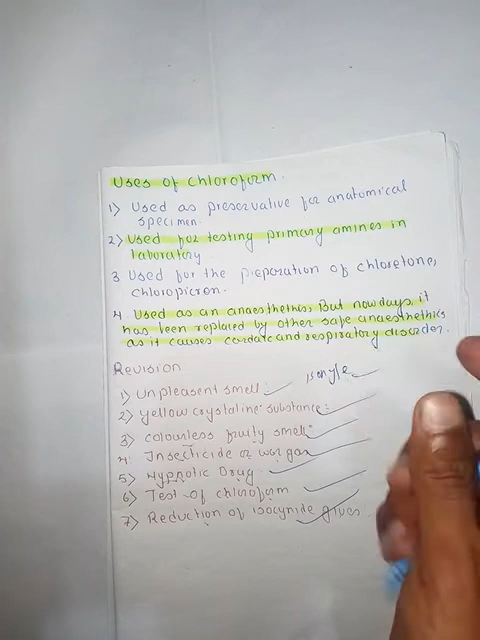 Uses of chloroform.
1) Used as preservative for anatomical
specimen.
2) Used for testing primary amines in
laboratory
3 Used for the preparation of chloretone,
chloropicron.
4. Used as an anaesthetiss But nowdays it
has been replaced by other safe anaesthethics
as it causes cardatc and respiratory disorder.
Revision
1) Unpleasent smell:
2) yellow crystaline substance:
3) colourless fruity smell
4. Insecticide or war gas
5) Hypnotic Drug.
6) Test of chloroform
7) Reduction of isocynide gives